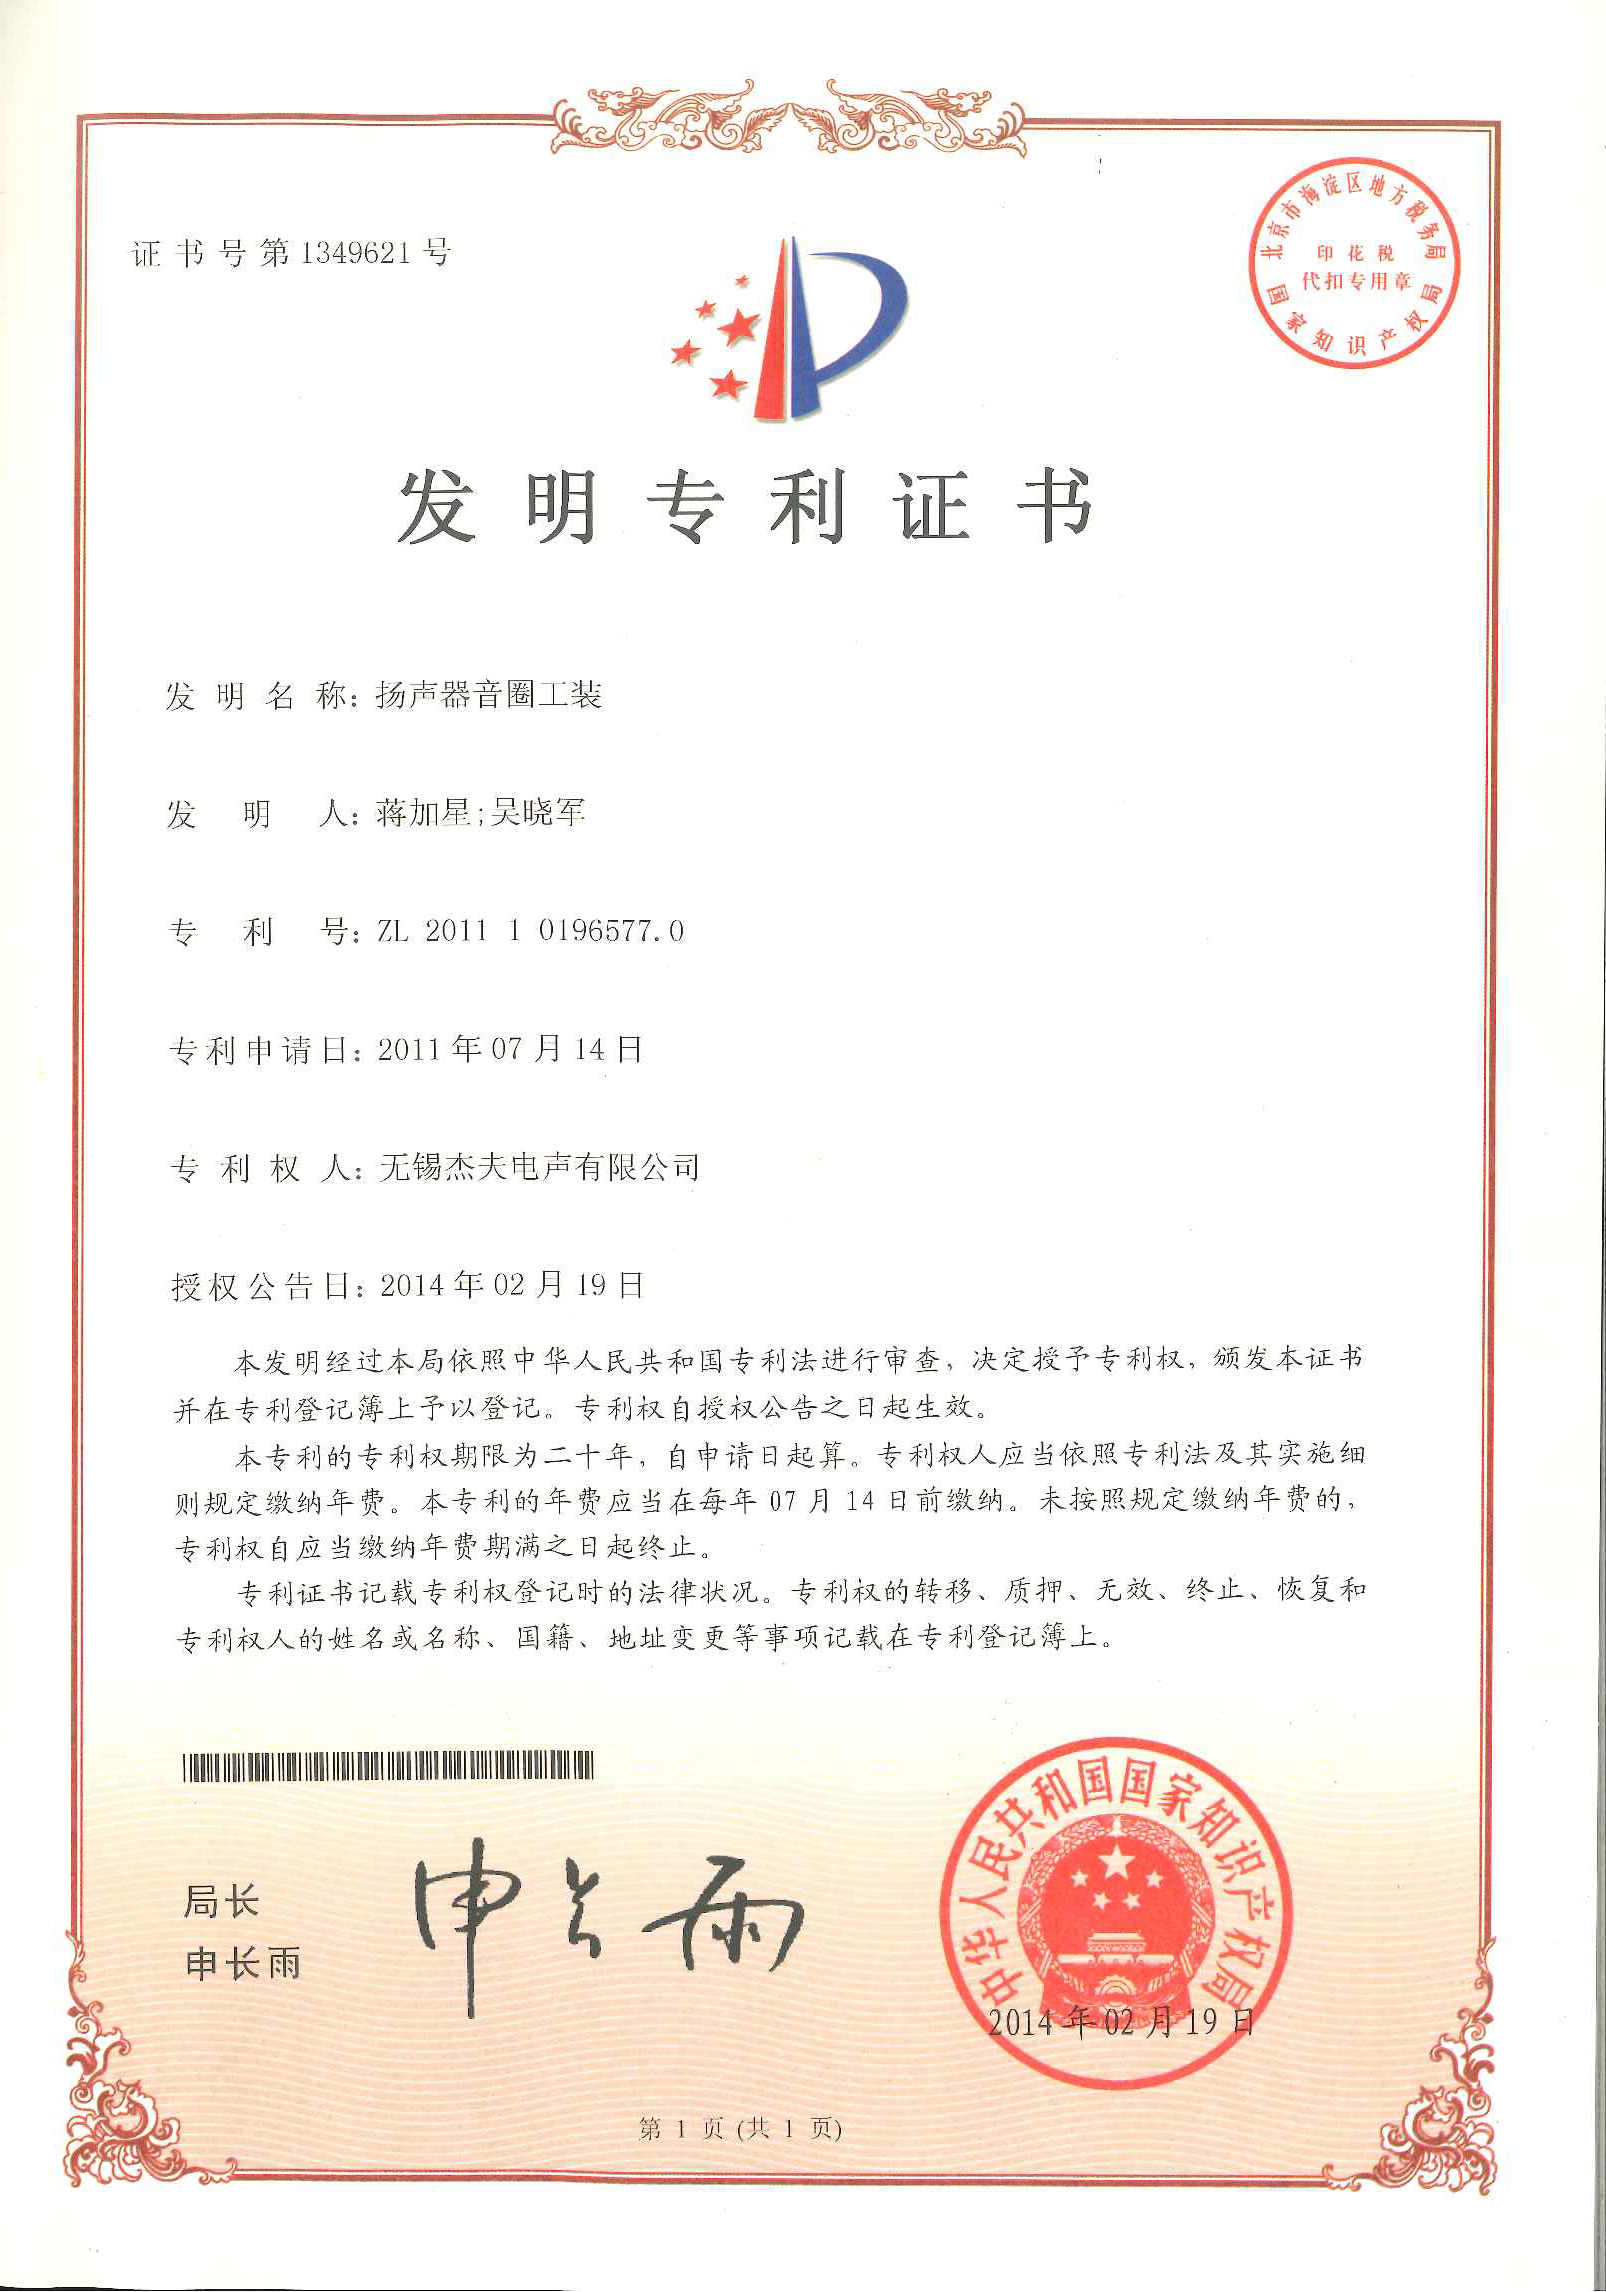 证书号第1349621号
北京市海淀区地方税务局
印花税
代扣专用章
国家知识产权局
发明专利证书
发明名称：扬声器音圈工装
发明人：蒋加星;吴晓军
专利号：ZL 2011 1 0196577.0
专利申请日：2011年07月14日
专利权人：无锡杰夫电声有限公司
授权公告日：2014年02月19日
本发明经过本局依照中华人民共和国专利法进行审查，决定授予专利权，颁发本证书
并在专利登记簿上予以登记。专利权自授权公告之日起生效。
本专利的专利权期限为二十年，自申请日起算。专利权人应当依照专利法及其实施细
则规定缴纳年费。本专利的年费应当在每年07月14日前缴纳。未按照规定缴纳年费的，
专利权自应当缴纳年费期满之日起终止。
专利证书记载专利权登记时的法律状况。专利权的转移、质押、无效、终止、恢复和
专利权人的姓名或名称、国籍、地址变更等事项记载在专利登记簿上。
局长
申长雨
申长雨
中华人民共和国国家知识产权局
2014年02月19日
第 1 页 (共 1 页)